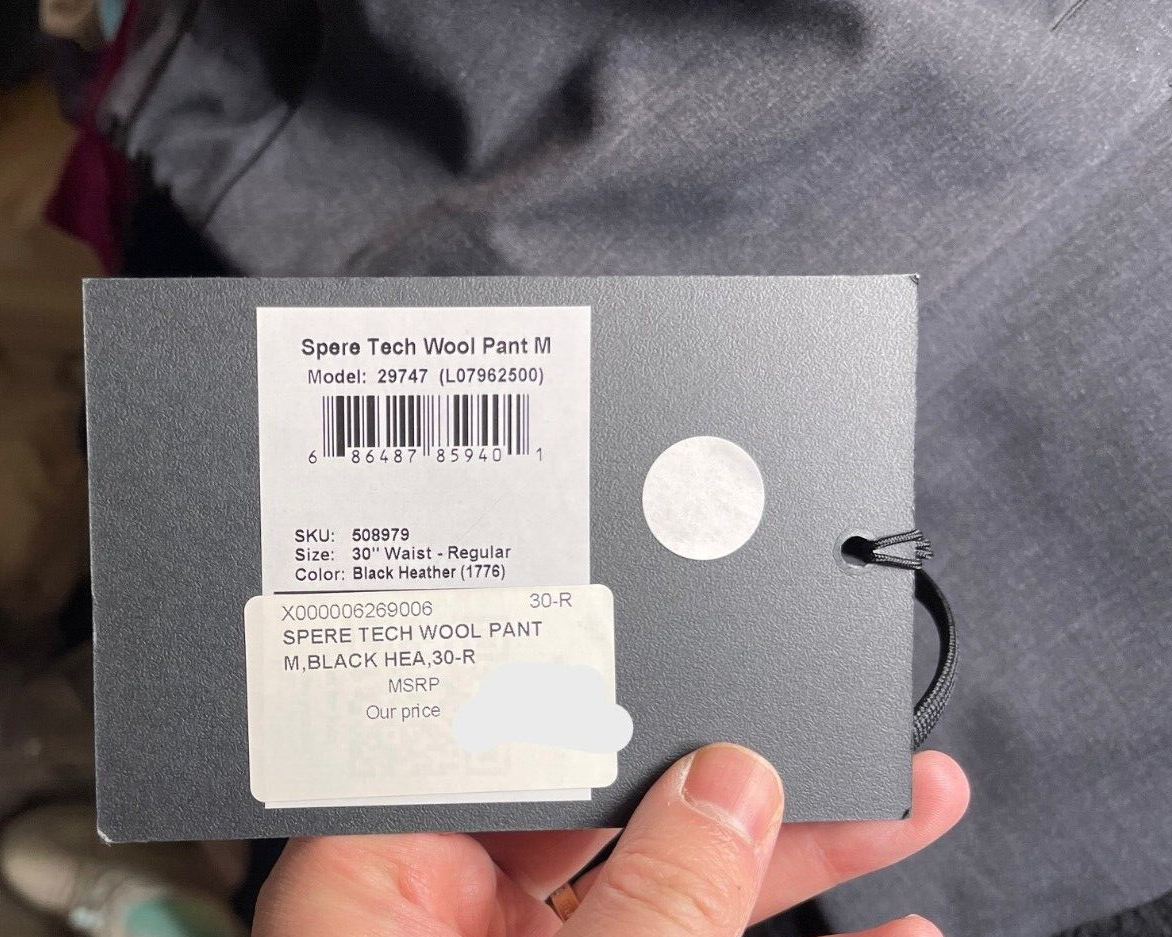 Spere Tech Wool Pant M
Model: 29747 (L07962500)
6 86487 85940 1
SKU: 508979
Size: 30" Waist - Regular
Color: Black Heather (1776)
X000006269006 30-R
SPERE TECH WOOL PANT
M,BLACK HEA,30-R
MSRP
Our price